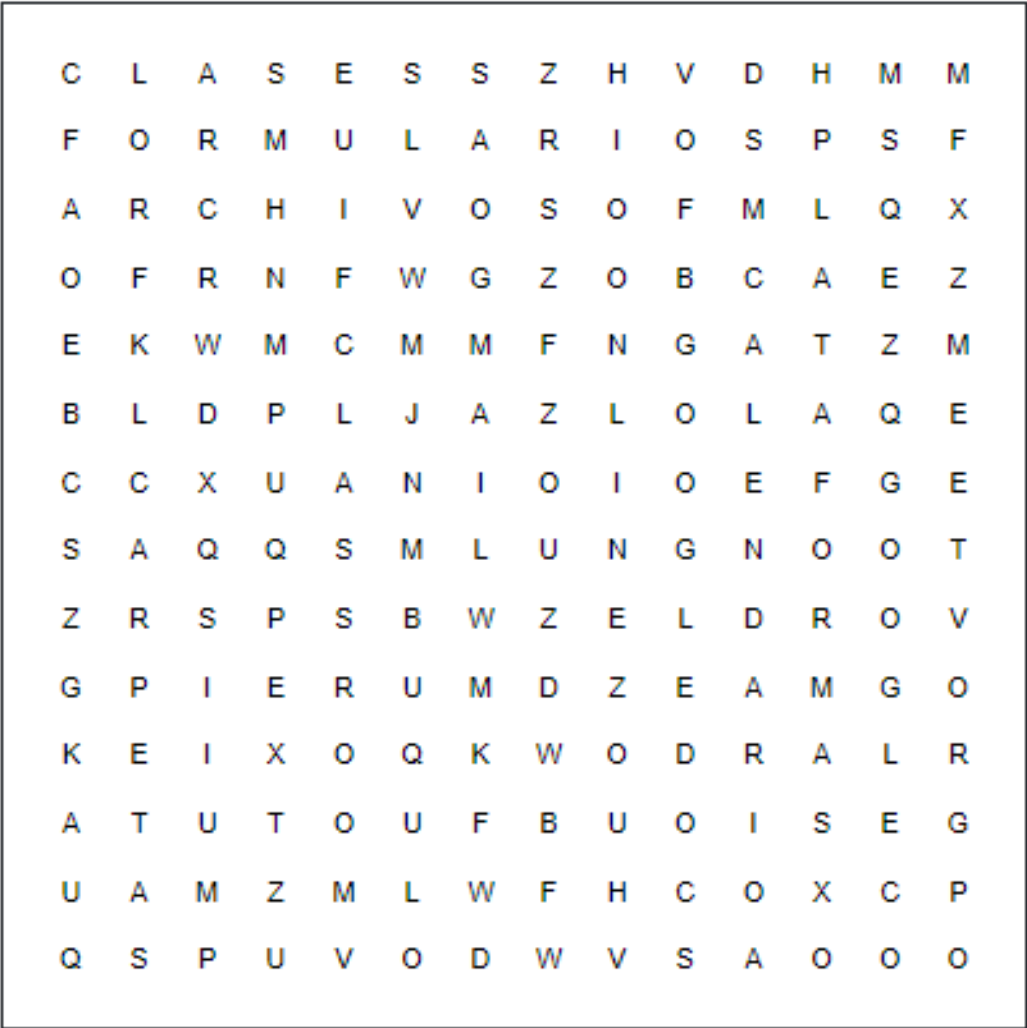 C L A S E S S Z H V D H M M
F O R M U L A R I O S P S F
A R C H I V O S O F M L Q X
O F R N F W G Z O B C A E Z
E K W M C M M F N G A T Z M
B L D P L J A Z L O L A Q E
C C X U A N I O I O E F G E
S A Q Q S M L U N G N O O T
Z R S P S B W Z E L D R O V
G P I E R U M D Z E A M G O
K E I X O Q K W O D R A L R
A T U T O U F B U O I S E G
U A M Z M L W F H C O X C P
Q S P U V O D W V S A O O O